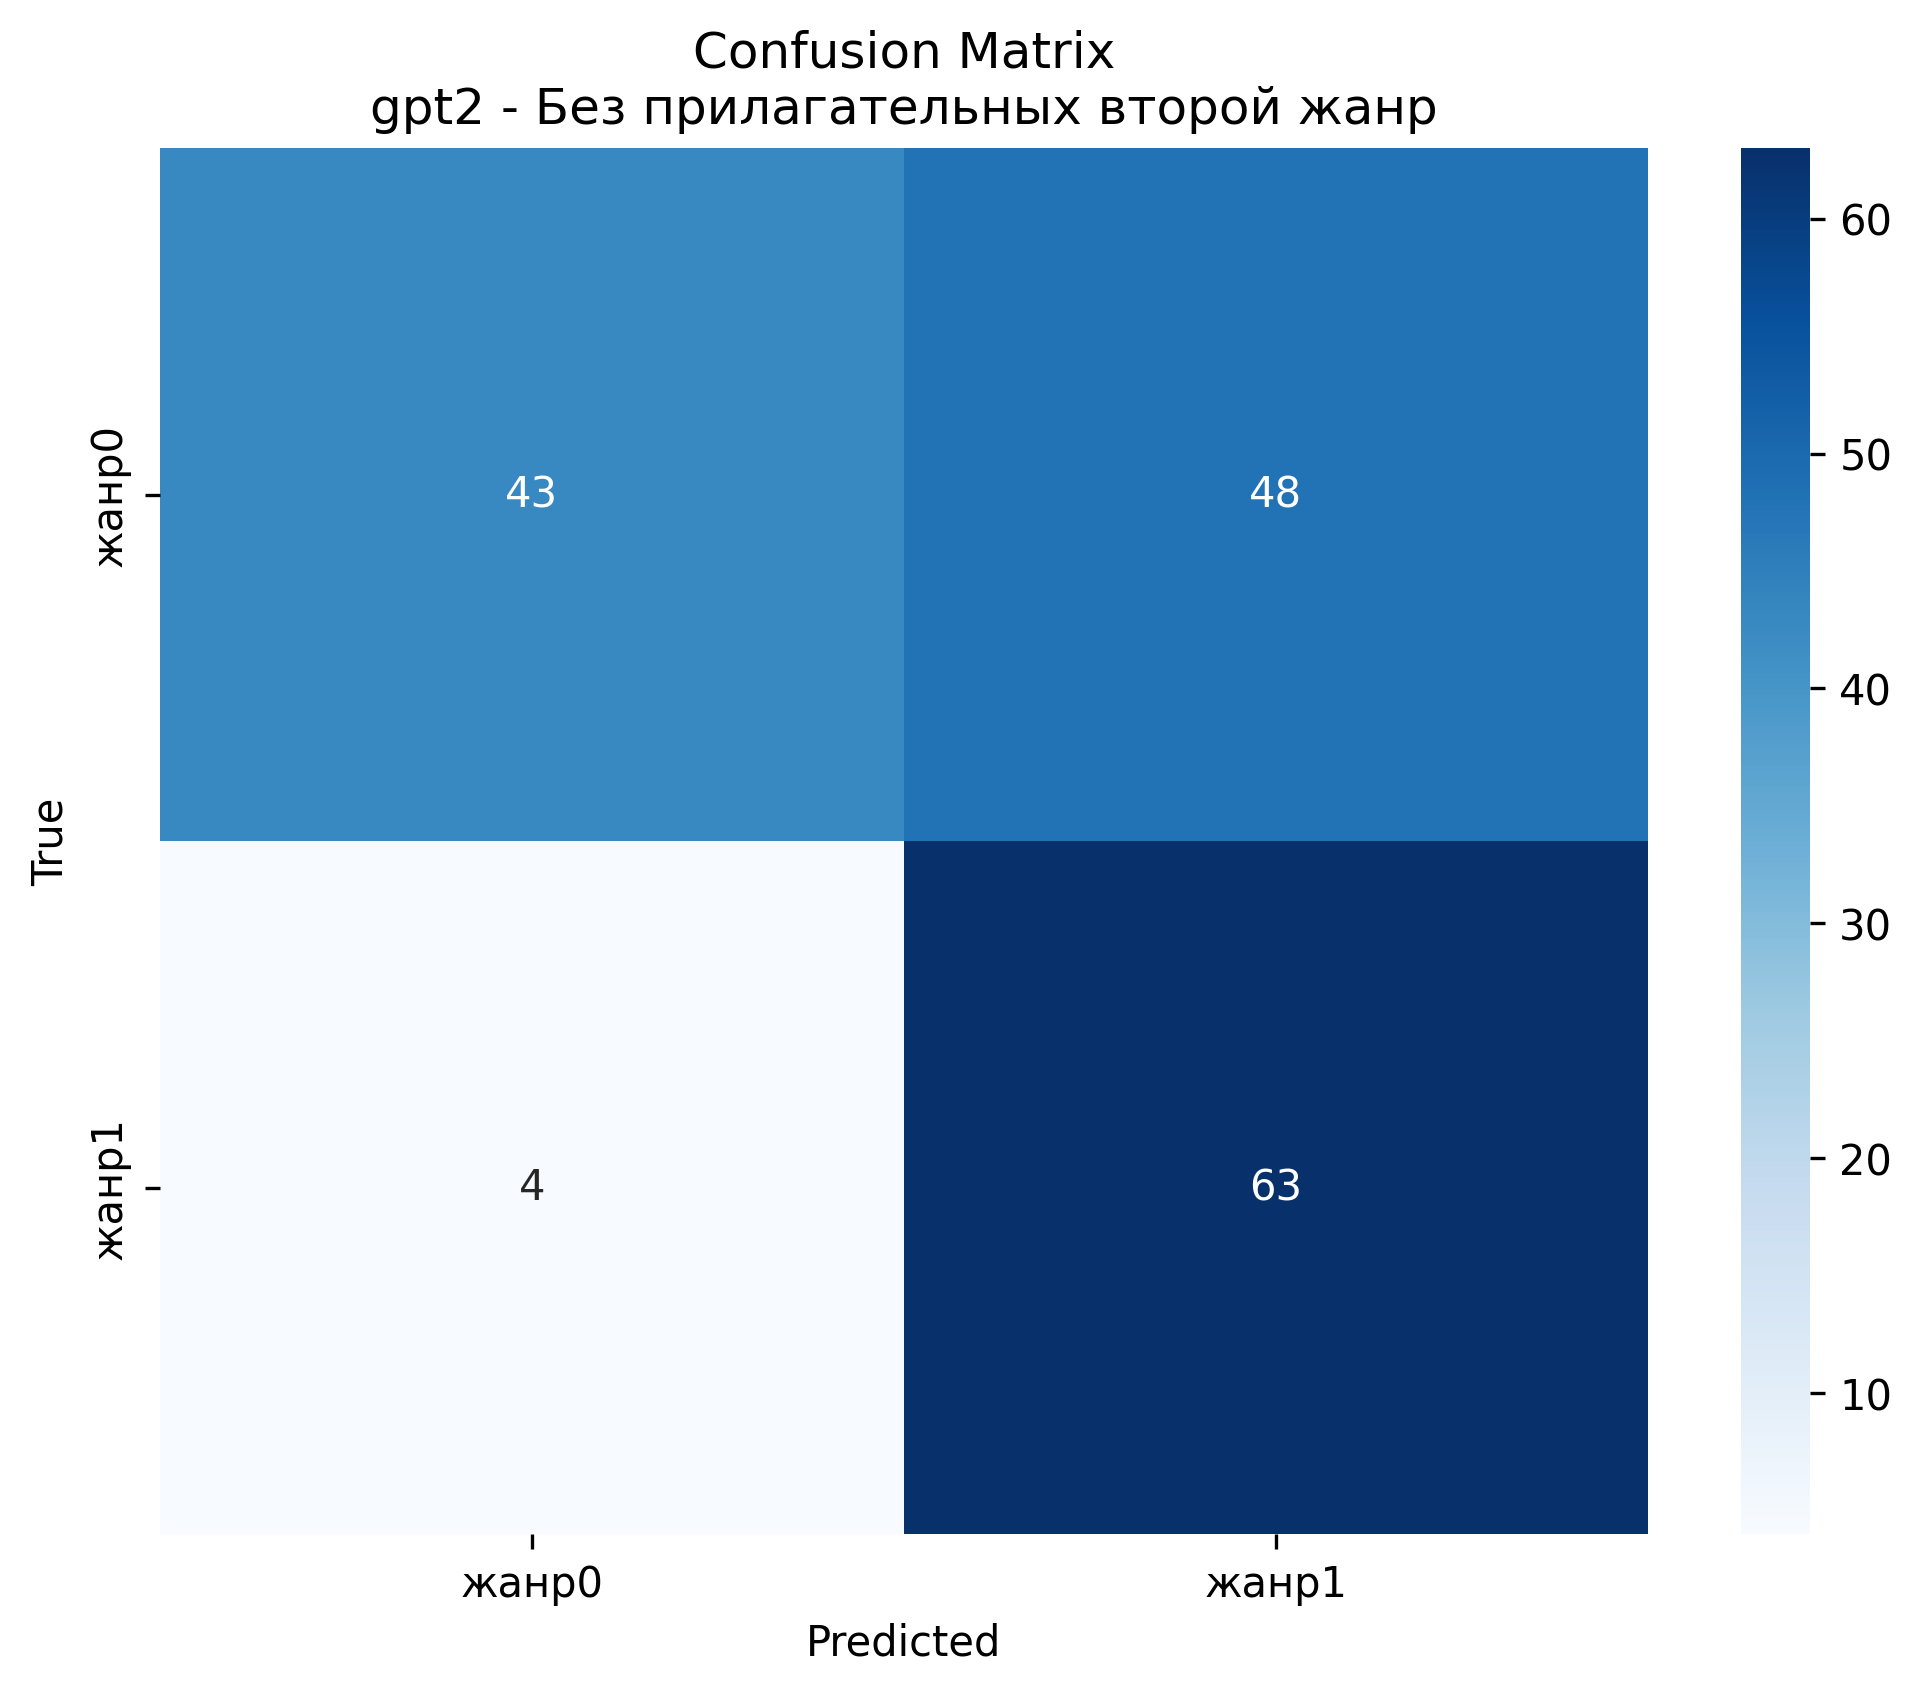 Confusion Matrix
gpt2 - Без прилагательных второй жанр
True
жанр0
43
48
жанр1
4
63
жанр0
жанр1
Predicted
60
50
40
30
20
10